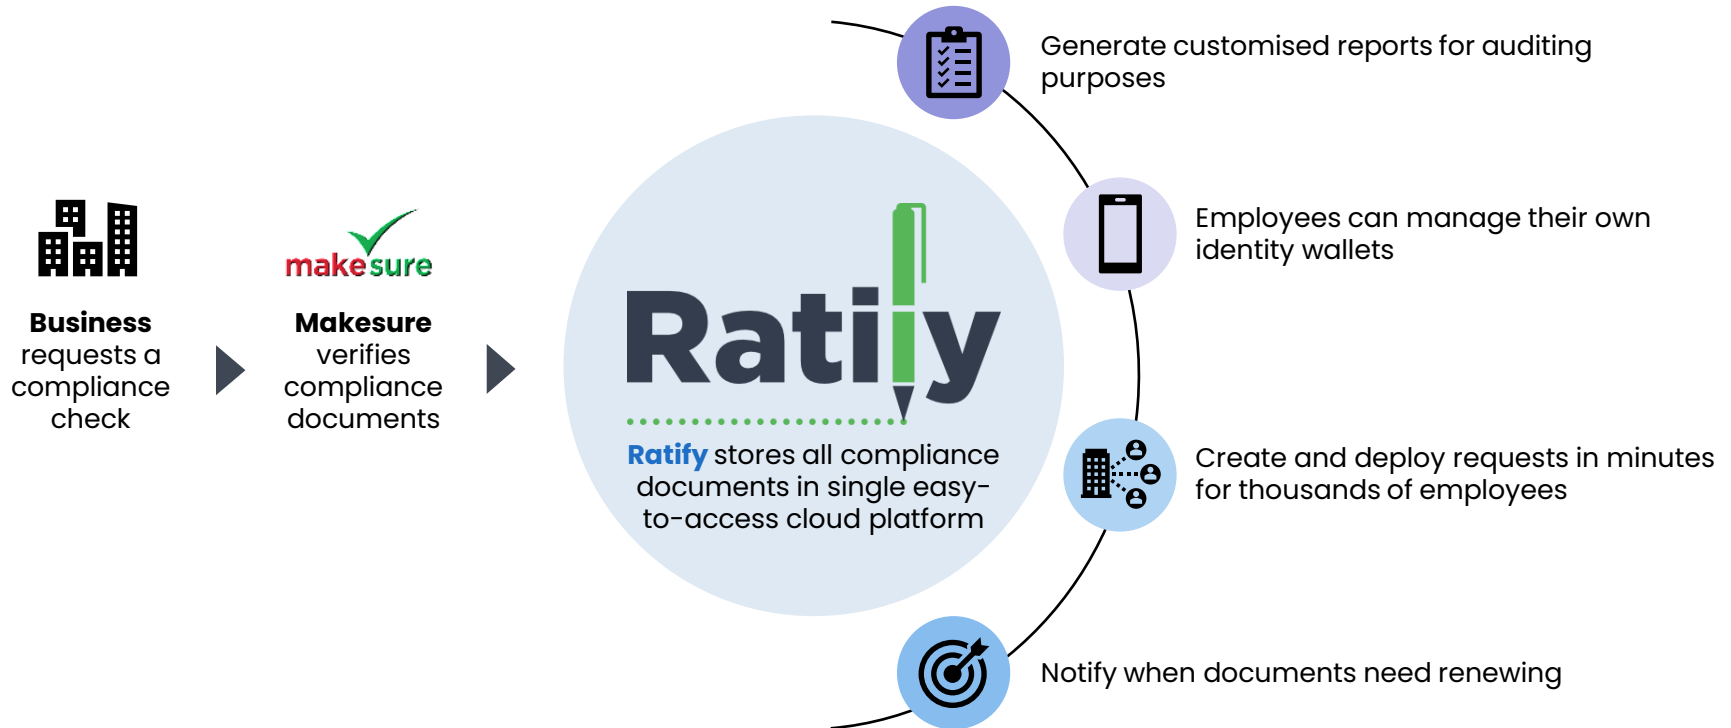 Generate customised reports for auditing
purposes
Employees can manage their own
identity wallets
makesure
Business
requests a
compliance
check
Makesure
verifies
compliance
documents
Ratify
Ratify stores all compliance
documents in single easy-
to-access cloud platform
Create and deploy requests in minutes
for thousands of employees
Notify when documents need renewing